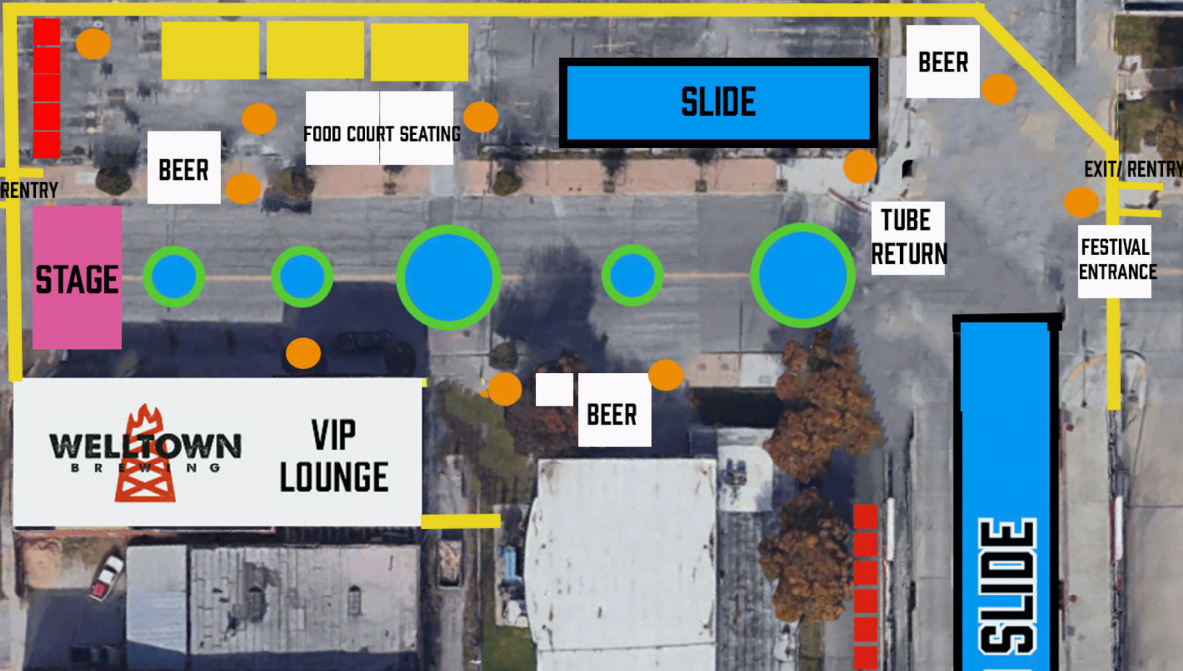 BEER
SLIDE
FOOD COURT SEATING
BEER
EXIT/ RENTRY
RENTRY
TUBE
RETURN
FESTIVAL
ENTRANCE
STAGE
BEER
WELLTOWN
BREWING
VIP
LOUNGE
SLIDE